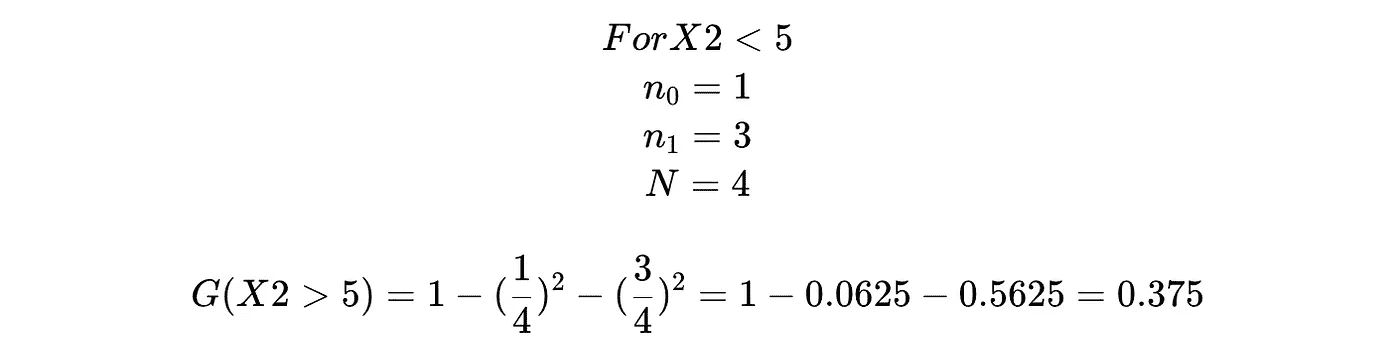 For X2 < 5
n₀ = 1
n₁ = 3
N = 4
G(X2 > 5) = 1 − (1/4)² − (3/4)² = 1 − 0.0625 − 0.5625 = 0.375